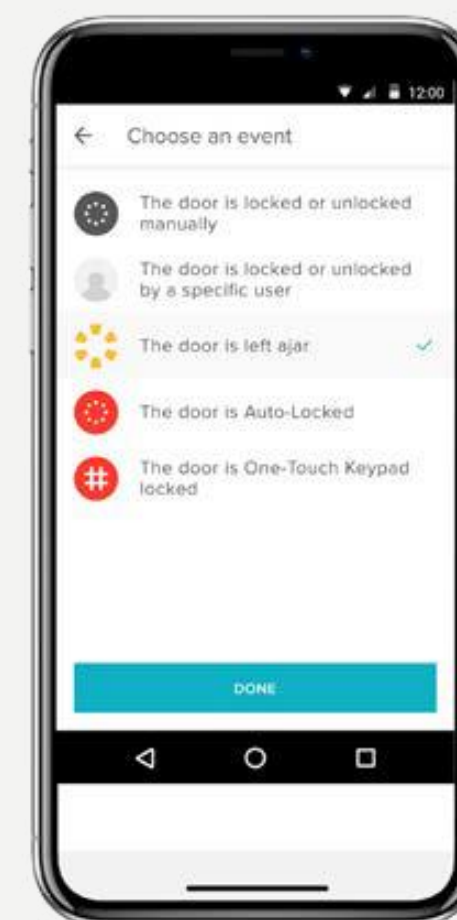 12:00
Choose an event
The door is locked or unlocked
manually
The door is locked or unlocked
by a specific user
The door is left ajar
The door is Auto-Locked
The door is One-Touch Keypad
locked
DONE